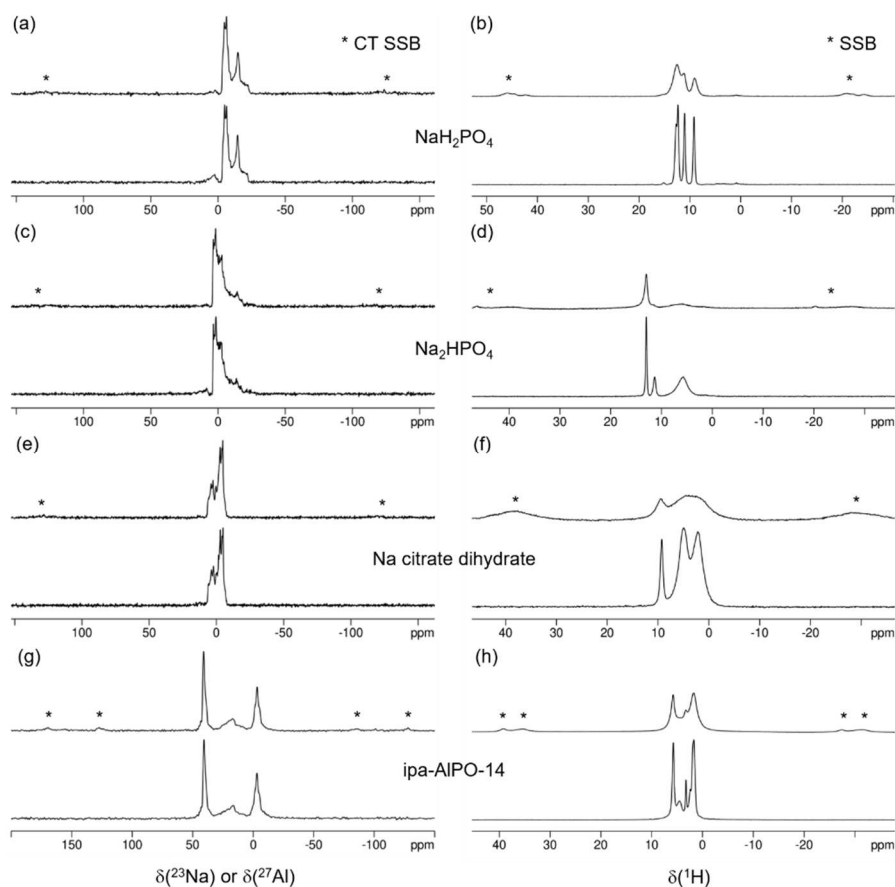 (a)
* CT SSB
(b)
* SSB
* *
* *
NaH₂PO₄
100 50 0 -50 -100 ppm
50 40 30 20 10 0 -10 -20 ppm
(c)
(d)
* *
* *
Na₂HPO₄
100 50 0 -50 -100 ppm
40 30 20 10 0 -10 -20 ppm
(e)
(f)
* *
* *
Na citrate dihydrate
100 50 0 -50 -100 ppm
40 30 20 10 0 -10 -20 -30 ppm
(g)
(h)
* * * *
* * * *
ipa-AlPO-14
150 100 50 0 -50 -100 ppm
40 30 20 10 0 -10 -20 -30 ppm
δ(²³Na) or δ(²⁷Al)
δ(¹H)